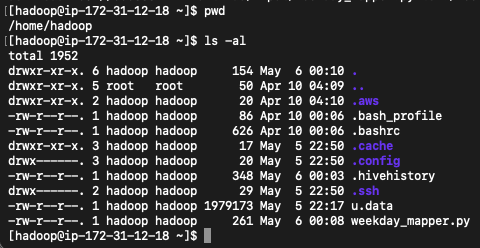 [hadoop@ip-172-31-12-18 ~]$ pwd
/home/hadoop
[hadoop@ip-172-31-12-18 ~]$ ls -al
total 1952
drwxr-xr-x. 6 hadoop hadoop     154 May  6 00:10 .
drwxr-xr-x. 5 root   root        50 Apr 10 04:09 ..
drwxr-xr-x. 2 hadoop hadoop      20 Apr 10 04:10 .aws
-rw-r--r--. 1 hadoop hadoop      86 Apr 10 00:06 .bash_profile
-rw-r--r--. 1 hadoop hadoop     626 Apr 10 00:06 .bashrc
drwxr-xr-x. 3 hadoop hadoop      17 May  5 22:50 .cache
drwx------. 3 hadoop hadoop      20 May  5 22:50 .config
-rw-r--r--. 1 hadoop hadoop     348 May  6 00:03 .hivehistory
drwx------. 2 hadoop hadoop      29 May  5 22:50 .ssh
-rw-r--r--. 1 hadoop hadoop 1979173 May  5 22:17 u.data
-rw-r--r--. 1 hadoop hadoop     261 May  6 00:08 weekday_mapper.py
[hadoop@ip-172-31-12-18 ~]$